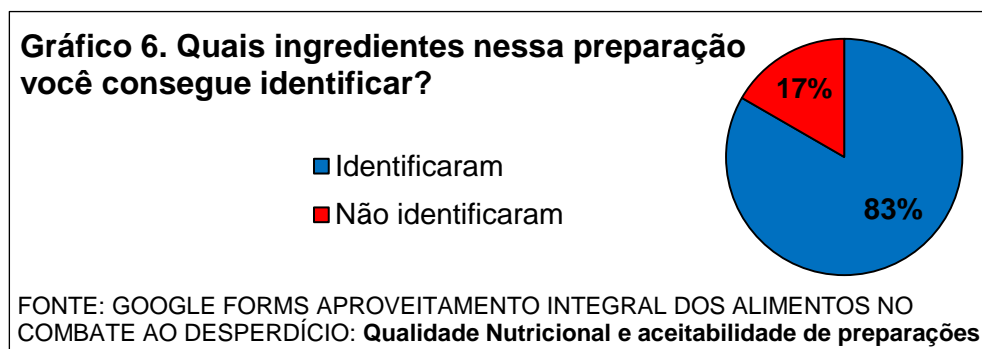 Gráfico 6. Quais ingredientes nessa preparação
você consegue identificar?
17%
Identificaram
Não identificaram
83%
FONTE: GOOGLE FORMS APROVEITAMENTO INTEGRAL DOS ALIMENTOS NO
COMBATE AO DESPERDÍCIO: Qualidade Nutricional e aceitabilidade de preparações